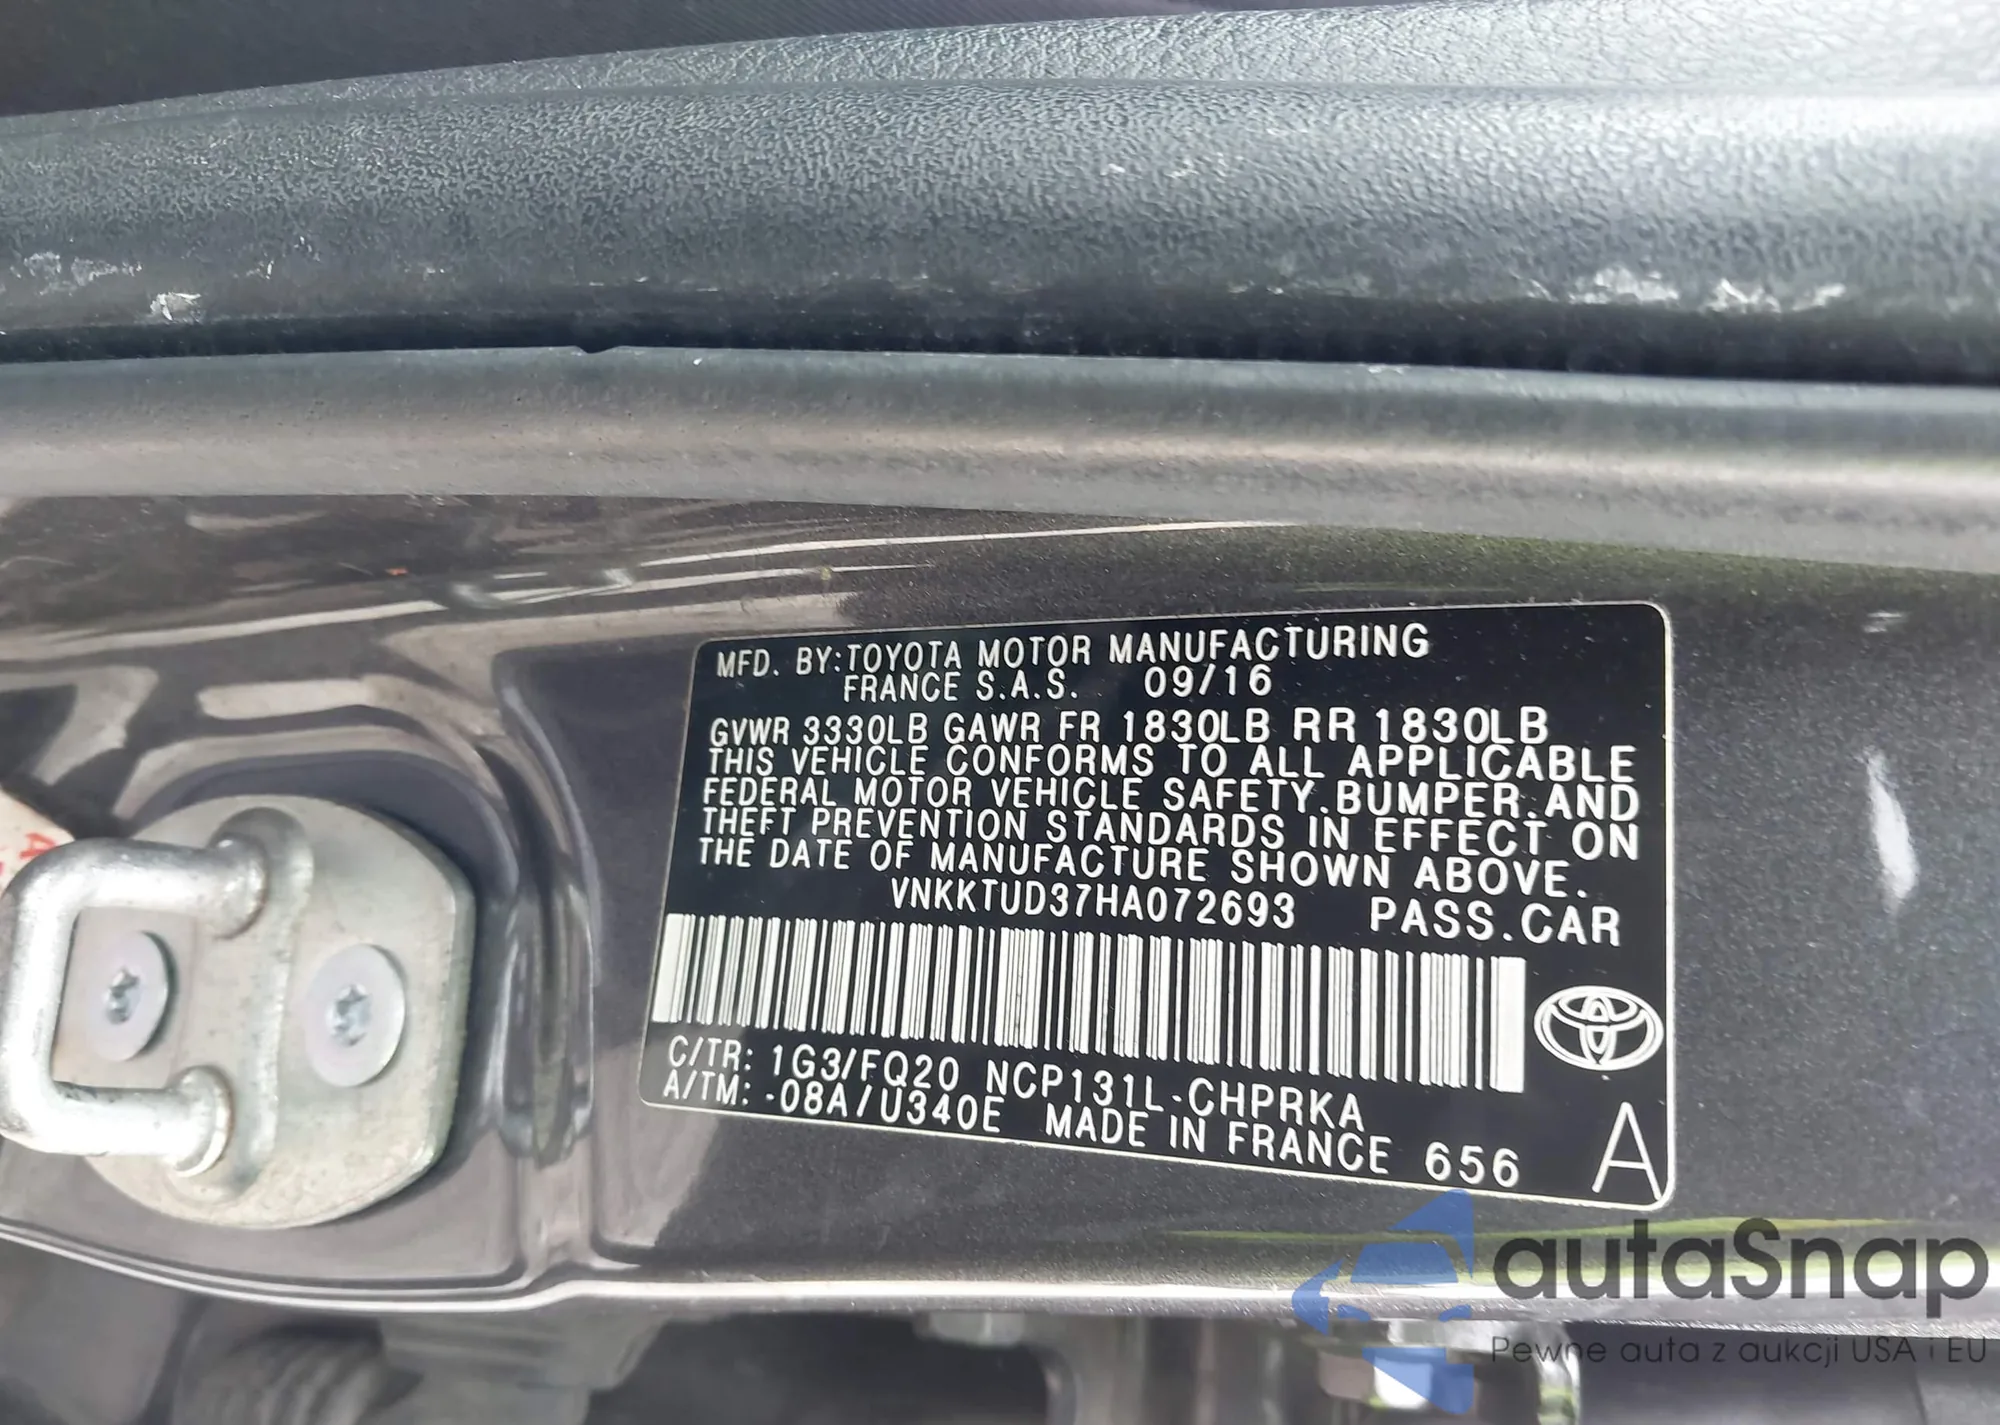 MFD. BY:TOYOTA MOTOR MANUFACTURING
FRANCE S.A.S. 09/16
GVWR 3330LB GAWR FR 1830LB RR 1830LB
THIS VEHICLE CONFORMS TO ALL APPLICABLE
FEDERAL MOTOR VEHICLE SAFETY,BUMPER,AND
THEFT PREVENTION STANDARDS IN EFFECT ON
THE DATE OF MANUFACTURE SHOWN ABOVE.
VNKKTUD37HA072693 PASS.CAR
C/TR: 1G3/FQ20 NCP131L-CHPRKA
A/TM: -08A/U340E MADE IN FRANCE 656 A
autaSnap
Pewne auta z aukcji USA i EU